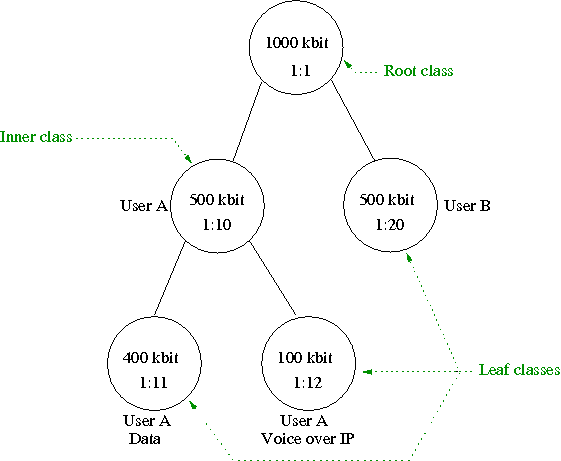 1000 kbit
1:1
Root class
Inner class
User A
500 kbit
1:10
500 kbit
1:20
User B
400 kbit
1:11
100 kbit
1:12
Leaf classes
User A
Data
User A
Voice over IP